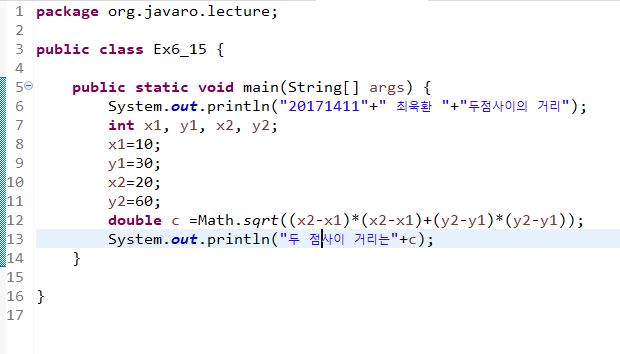 1 package org.javaro.lecture;
2
3 public class Ex6_15 {
4
5 public static void main(String[] args) {
6 System.out.println("20171411"+" 최욱환 "+"두점사이의 거리");
7 int x1, y1, x2, y2;
8 x1=10;
9 y1=30;
10 x2=20;
11 y2=60;
12 double c =Math.sqrt((x2-x1)*(x2-x1)+(y2-y1)*(y2-y1));
13 System.out.println("두 점사이 거리는"+c);
14 }
15
16 }
17